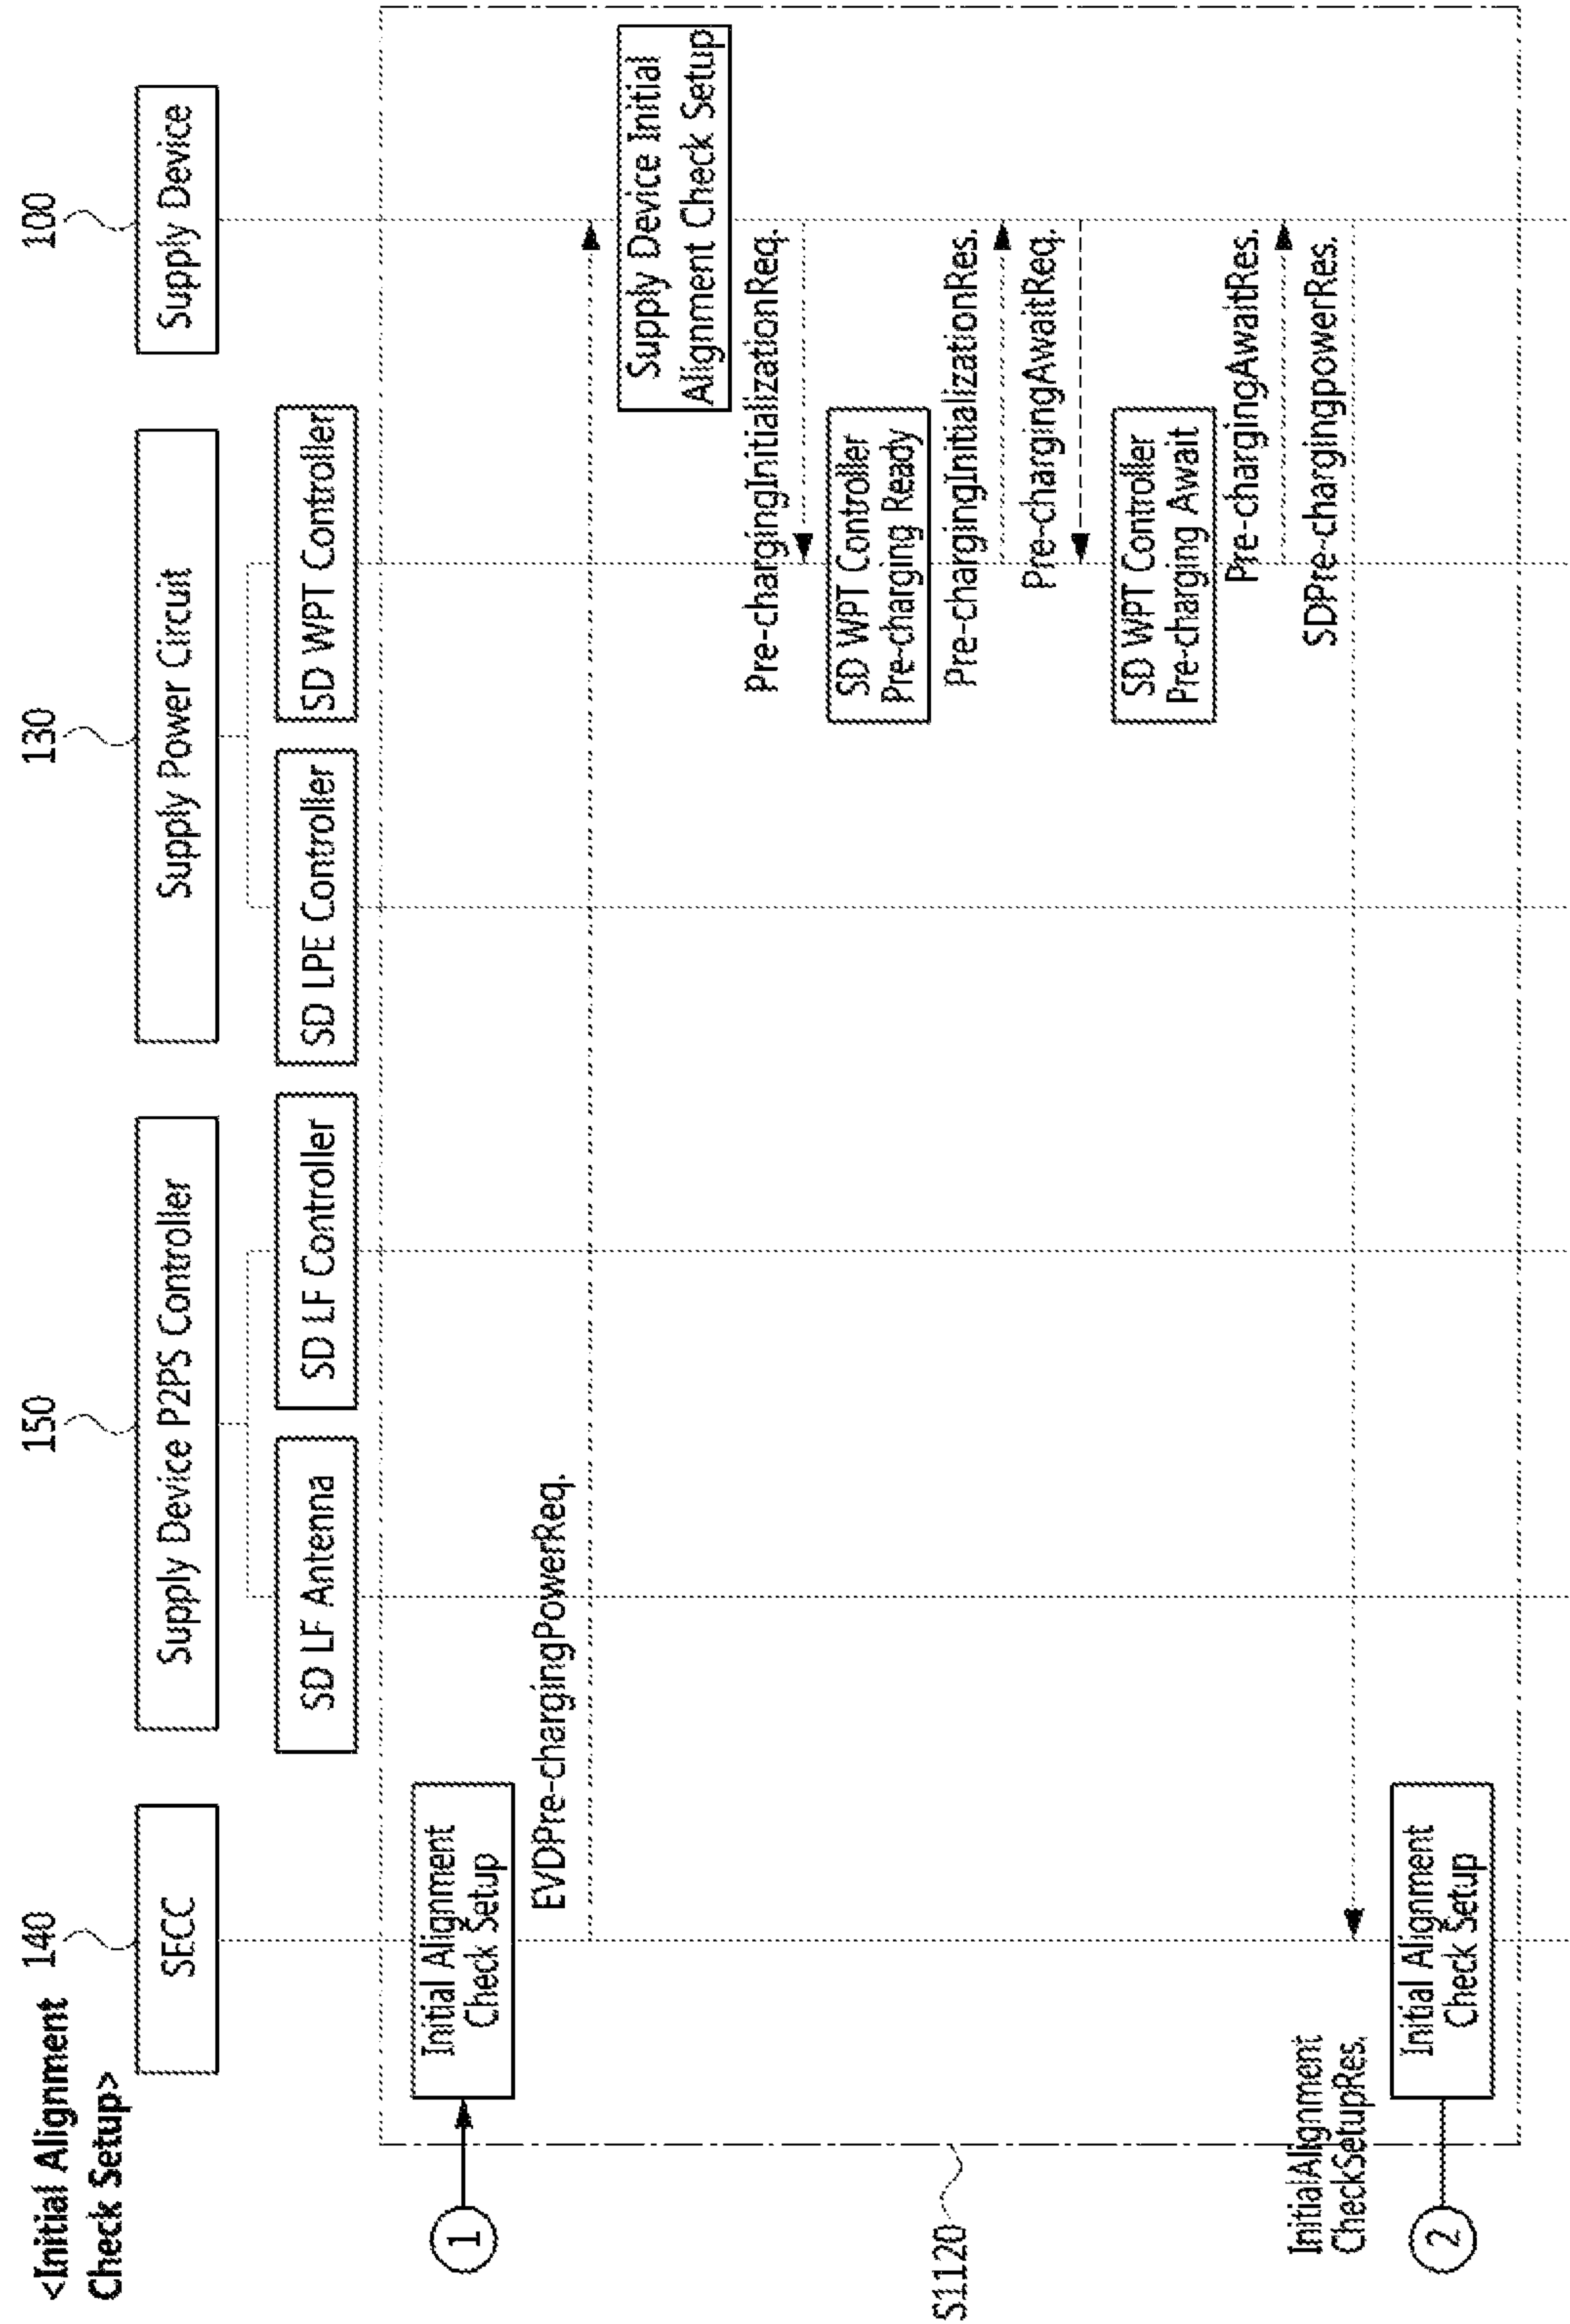 <Initial Alignment
Check Setup>
140
150
130
100
SECC
Supply Device P2PS Controller
Supply Power Circuit
Supply Device
SD LF Antenna
SD LF Controller
SD LPE Controller
SD WPT Controller
1
Initial Alignment
Check Setup
EVDPre-chargingPowerReq.
Supply Device Initial
Alignment Check Setup
Pre-chargingInitializationReq.
SD WPT Controller
Pre-charging Ready
Pre-chargingInitializationRes.
Pre-chargingAwaitReq.
SD WPT Controller
Pre-charging Await
Pre-chargingAwaitRes.
SDPre-chargingpowerRes.
S1120
InitialAlignment
CheckSetupRes.
2
Initial Alignment
Check Setup